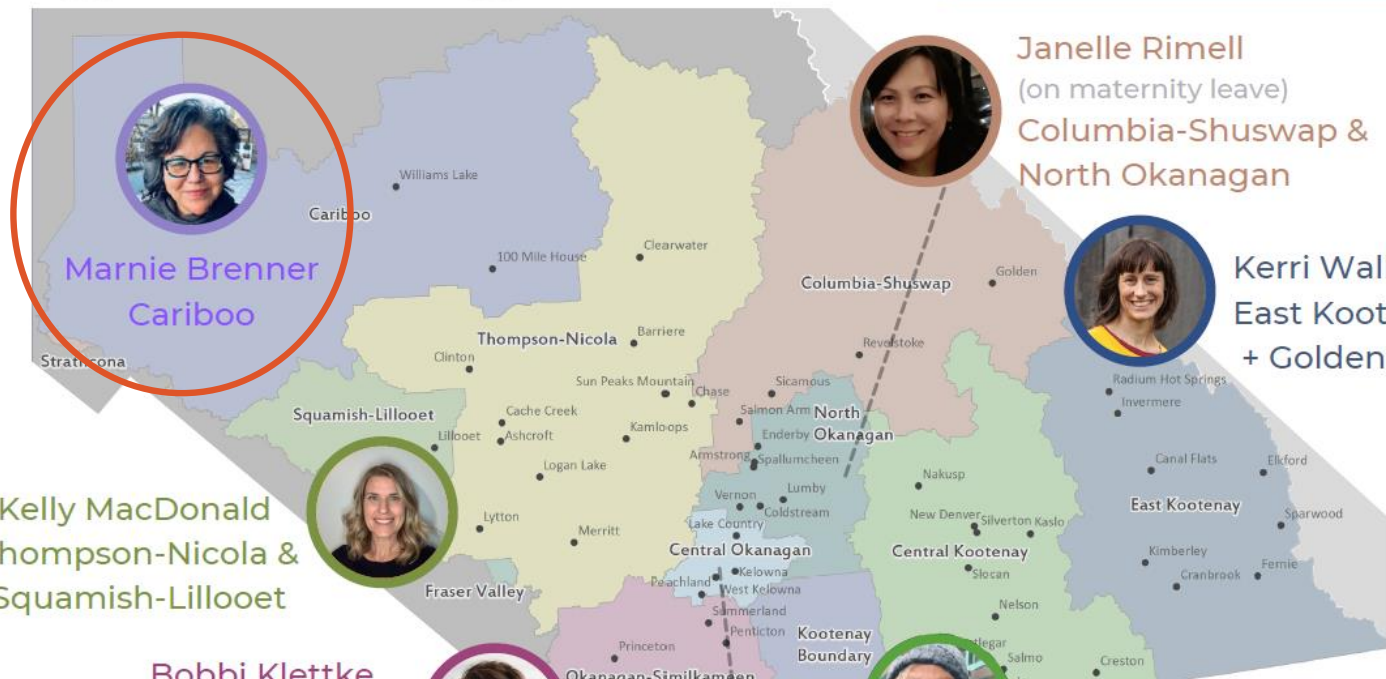 Janelle Rimell
(on maternity leave)
Columbia-Shuswap &
North Okanagan
Marnie Brenner
Cariboo
Kerri Wal
East Koot
+ Golden
Kelly MacDonald
hompson-Nicola &
Squamish-Lillooet
Bobbi Klettke
Williams Lake
Cariboo
100 Mile House
Clearwater
Columbia-Shuswap
Golden
Thompson-Nicola
Barriere
Strathcona
Clinton
Revelstoke
Sun Peaks Mountain
Chase
Sicamous
Radium Hot Springs
Invermere
Squamish-Lillooet
Cache Creek
Salmon Arm
North
Okanagan
Lillooet
Ashcroft
Kamloops
Enderby
Armstrong
Spallumcheen
Logan Lake
Canal Flats
Elkford
Nakusp
Vernon
Lumby
Coldstream
East Kootenay
Lytton
Merritt
Lake Country
New Denver
Silverton
Kaslo
Sparwood
Central Okanagan
Central Kootenay
Kimberley
Kelowna
Slocan
Cranbrook
Fernie
Fraser Valley
Peachland
West Kelowna
Summerland
Nelson
Princeton
Penticton
Kootenay
Boundary
tlegar
Salmo
Creston
Okanagan-Similkameen